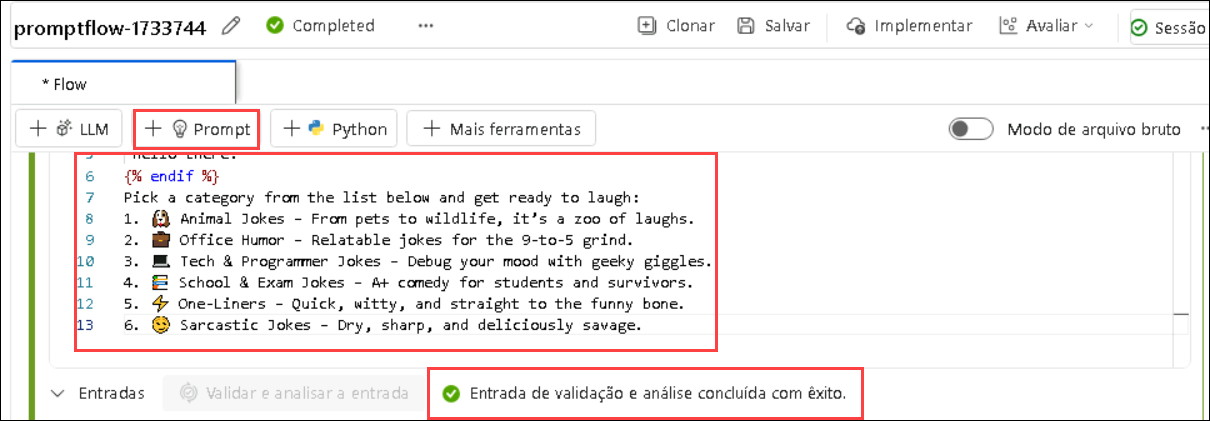 promptflow-1733744 Completed ... Clonar Salvar Implementar Avaliar Sessão
* Flow
+ LLM + Prompt + Python + Mais ferramentas Modo de arquivo bruto
5 Hello there!
6 {% endif %}
7 Pick a category from the list below and get ready to laugh:
8 1. 🐶 Animal Jokes – From pets to wildlife, it’s a zoo of laughs.
9 2. 💼 Office Humor – Relatable jokes for the 9-to-5 grind.
10 3. 💻 Tech & Programmer Jokes – Debug your mood with geeky giggles.
11 4. 📚 School & Exam Jokes – A+ comedy for students and survivors.
12 5. ⚡ One-Liners – Quick, witty, and straight to the funny bone.
13 6. 😏 Sarcastic Jokes – Dry, sharp, and deliciously savage.
Entradas Validar e analisar a entrada Entrada de validação e análise concluída com êxito.